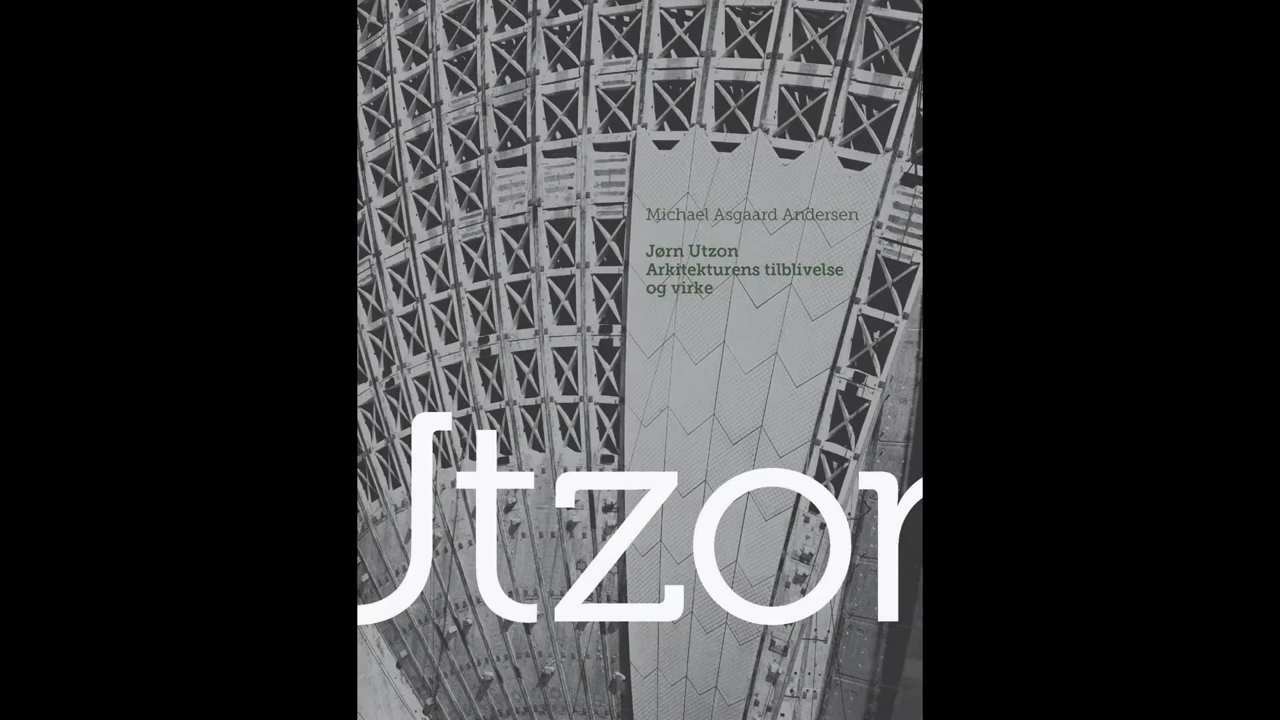 Michael Asgaard Andersen
Jørn Utzon
Arkitekturens tilblivelse
og virke
Utzon